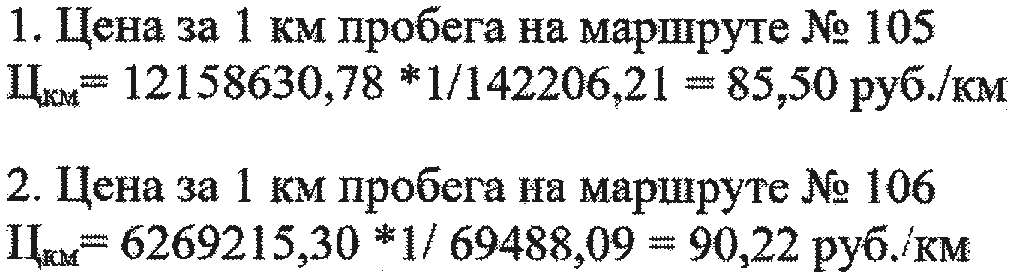 1. Цена за 1 км пробега на маршруте № 105
Цкм= 12158630,78 *1/142206,21 = 85,50 руб./км
2. Цена за 1 км пробега на маршруте № 106
Цкм= 6269215,30 *1/ 69488,09 = 90,22 руб./км